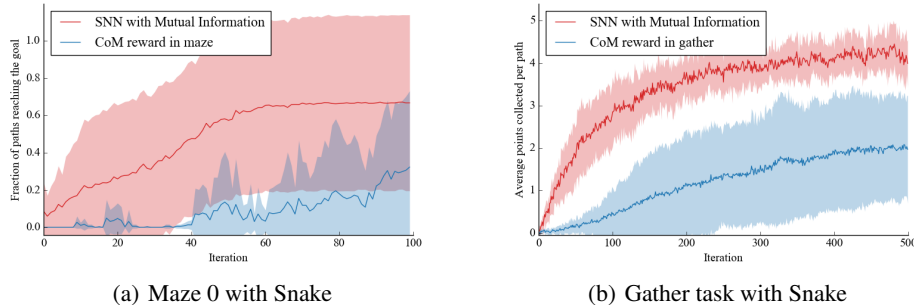 SNN with Mutual Information
CoM reward in maze
Fraction of paths reaching the goal
1.0
0.8
0.6
0.4
0.2
0.0
0
20
40
60
80
100
Iteration
(a) Maze 0 with Snake
SNN with Mutual Information
CoM reward in gather
Average points collected per path
5
4
3
2
1
0
0
100
200
300
400
500
Iteration
(b) Gather task with Snake